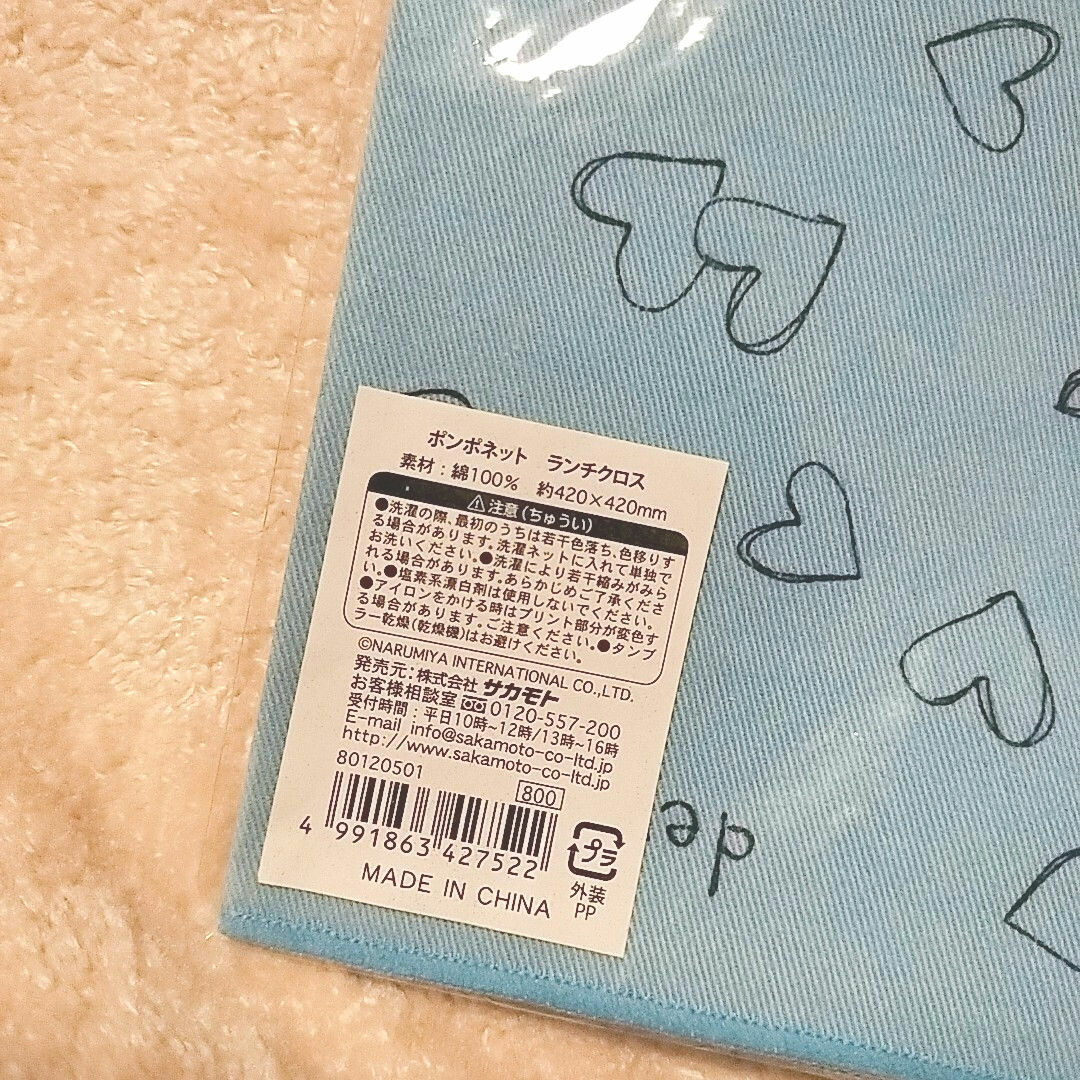 ポンポネット ランチクロス
素材：綿100% 約420×420mm
⚠注意(ちゅうい)
●洗濯の際、最初のうちは若干色落ち、色移りす
る場合があります。洗濯ネットに入れて単独で
お洗いください。●洗濯により若干縮みがみら
れる場合があります。あらかじめご了承くださ
い。●塩素系漂白剤は使用しないでください。
●アイロンをかける時はプリント部分が変色す
る場合があります。ご注意ください。●タンブ
ラー乾燥(乾燥機)はお避けください。
©NARUMIYA INTERNATIONAL CO.,LTD.
発売元：株式会社 サカモト
お客様相談室 0120-557-200
受付時間：平日10時~12時/13時~16時
E-mail info@sakamoto-co-ltd.jp
http://www.sakamoto-co-ltd.jp
80120501
800
4 991863 427522
プラ
外装
PP
MADE IN CHINA